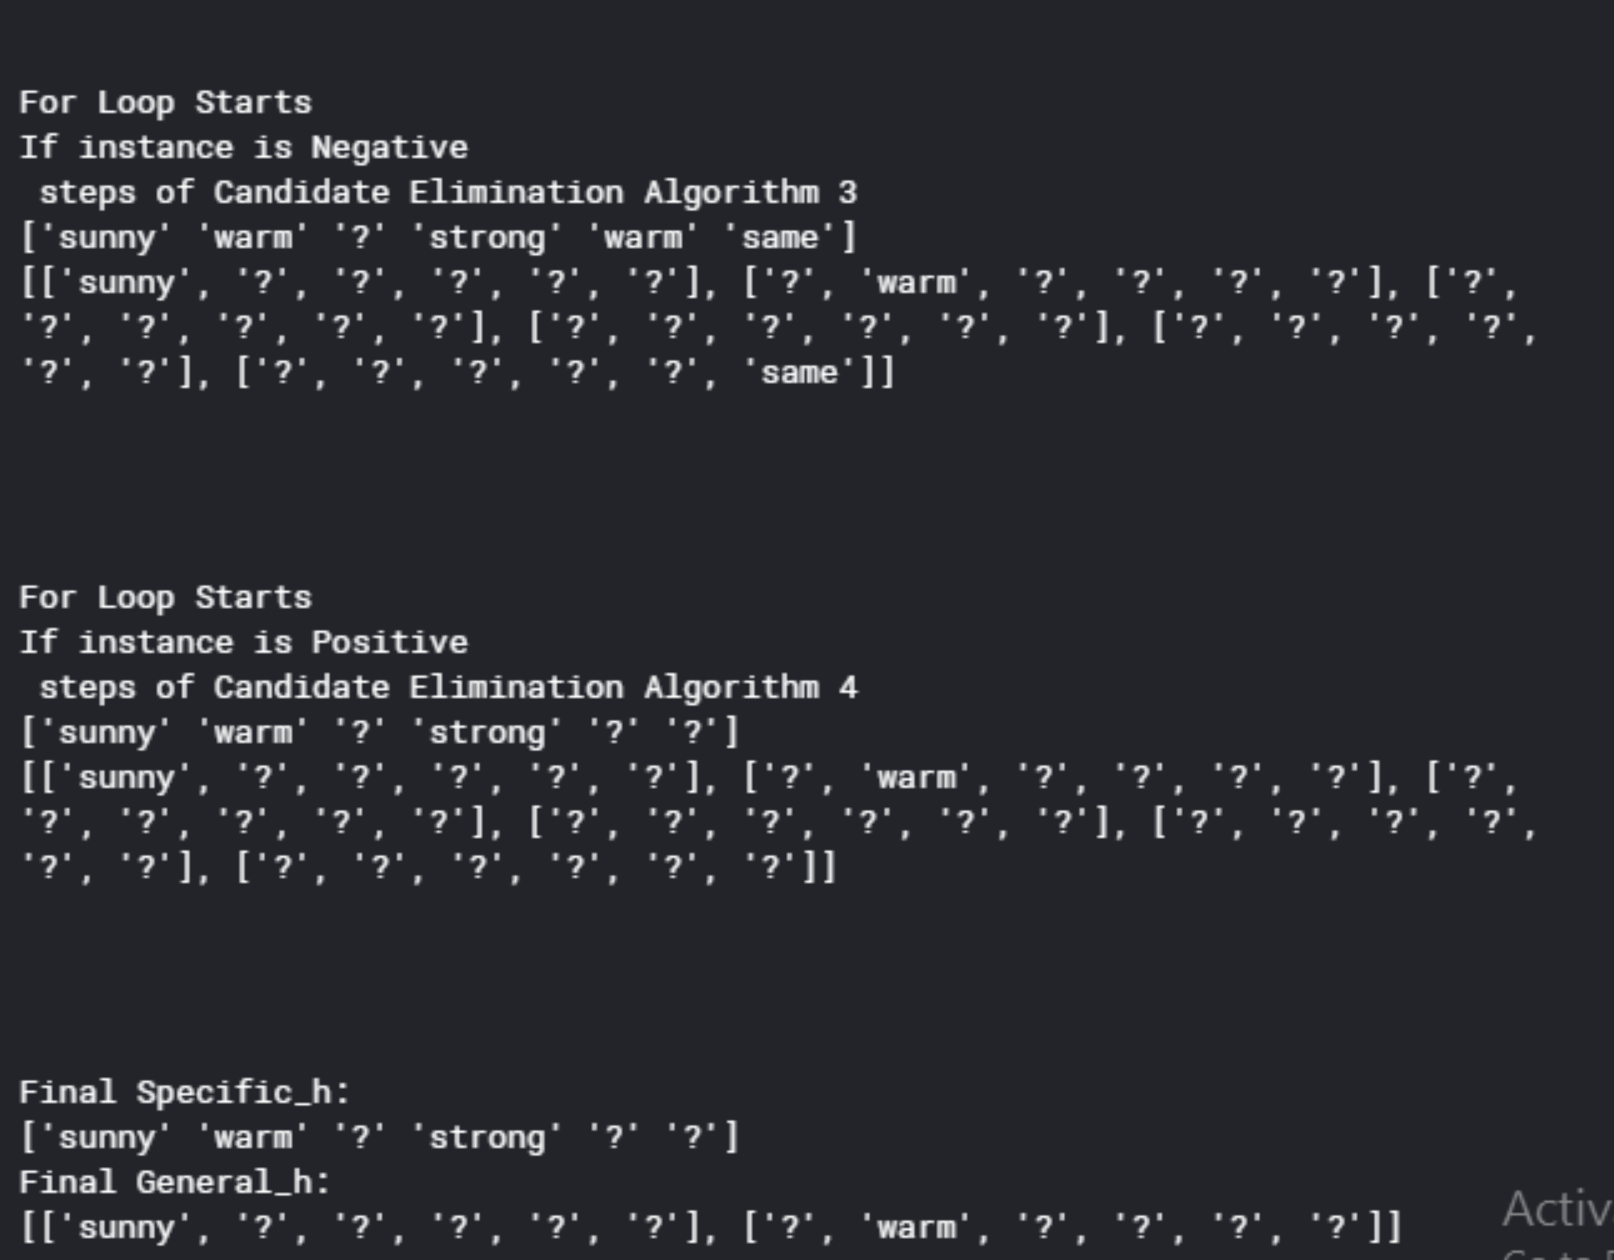 For Loop Starts
If instance is Negative
 steps of Candidate Elimination Algorithm 3
['sunny' 'warm' '?' 'strong' 'warm' 'same']
[['sunny', '?', '?', '?', '?', '?'], ['?', 'warm', '?', '?', '?', '?'], ['?',
'?', '?', '?', '?', '?'], ['?', '?', '?', '?', '?', '?'], ['?', '?', '?', '?',
'?', '?'], ['?', '?', '?', '?', '?', 'same']]
For Loop Starts
If instance is Positive
 steps of Candidate Elimination Algorithm 4
['sunny' 'warm' '?' 'strong' '?' '?']
[['sunny', '?', '?', '?', '?', '?'], ['?', 'warm', '?', '?', '?', '?'], ['?',
'?', '?', '?', '?', '?'], ['?', '?', '?', '?', '?', '?'], ['?', '?', '?', '?',
'?', '?'], ['?', '?', '?', '?', '?', '?']]
Final Specific_h:
['sunny' 'warm' '?' 'strong' '?' '?']
Final General_h:
[['sunny', '?', '?', '?', '?', '?'], ['?', 'warm', '?', '?', '?', '?']]
Activ